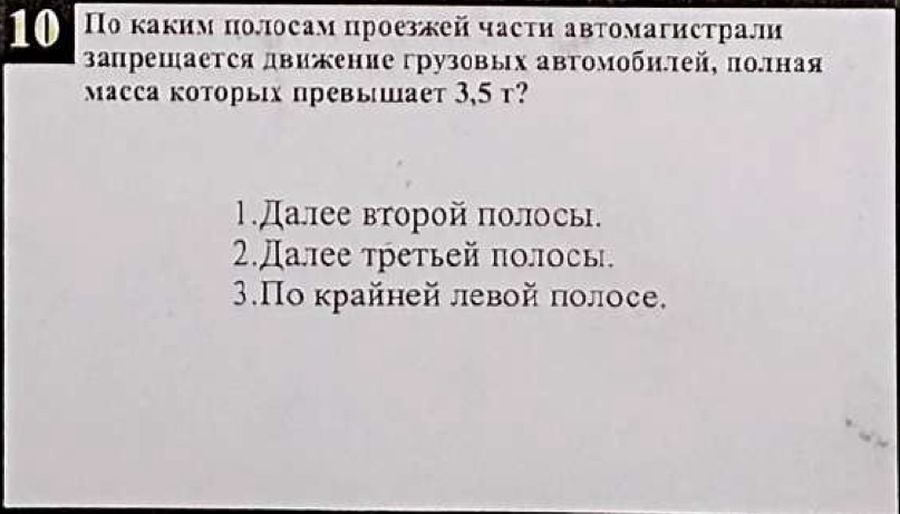 10 По каким полосам проезжей части автомагистрали
запрещается движение грузовых автомобилей, полная
масса которых превышает 3,5 т?
1.Далее второй полосы.
2.Далее третьей полосы.
3.По крайней левой полосе.